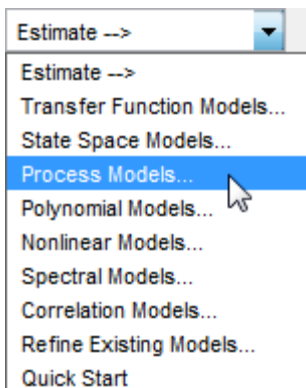 Estimate -->
Estimate -->
Transfer Function Models...
State Space Models...
Process Models...
Polynomial Models...
Nonlinear Models...
Spectral Models...
Correlation Models...
Refine Existing Models...
Quick Start